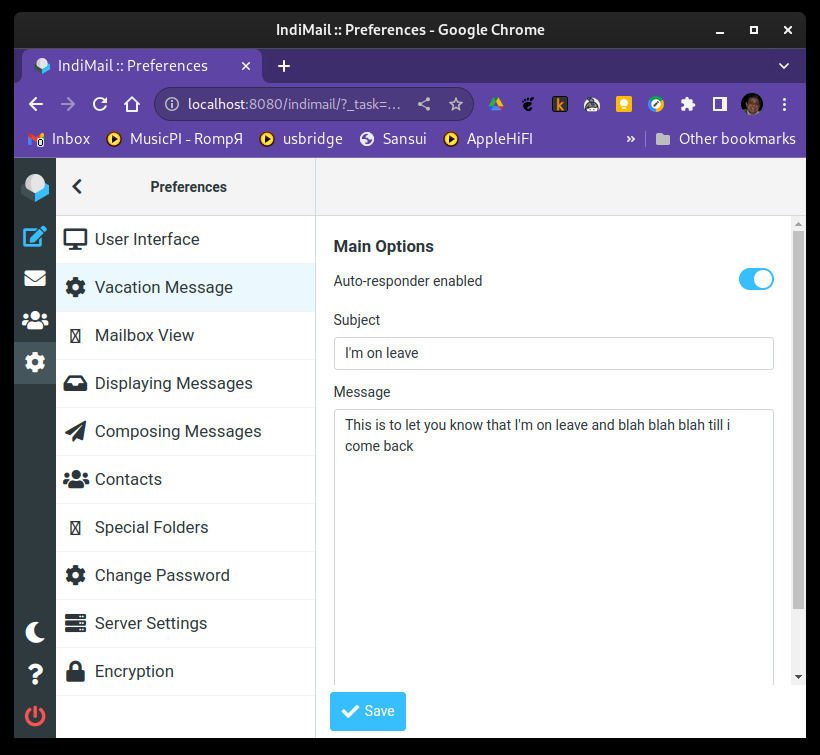 IndiMail :: Preferences - Google Chrome
IndiMail :: Preferences
localhost:8080/indimail/?_task=...
Inbox
MusicPI - RompЯ
usbridge
Sansui
AppleHiFI
»
Other bookmarks
Preferences
User Interface
Vacation Message
Mailbox View
Displaying Messages
Composing Messages
Contacts
Special Folders
Change Password
Server Settings
Encryption
Main Options
Auto-responder enabled
Subject
I'm on leave
Message
This is to let you know that I'm on leave and blah blah blah till i
come back
Save